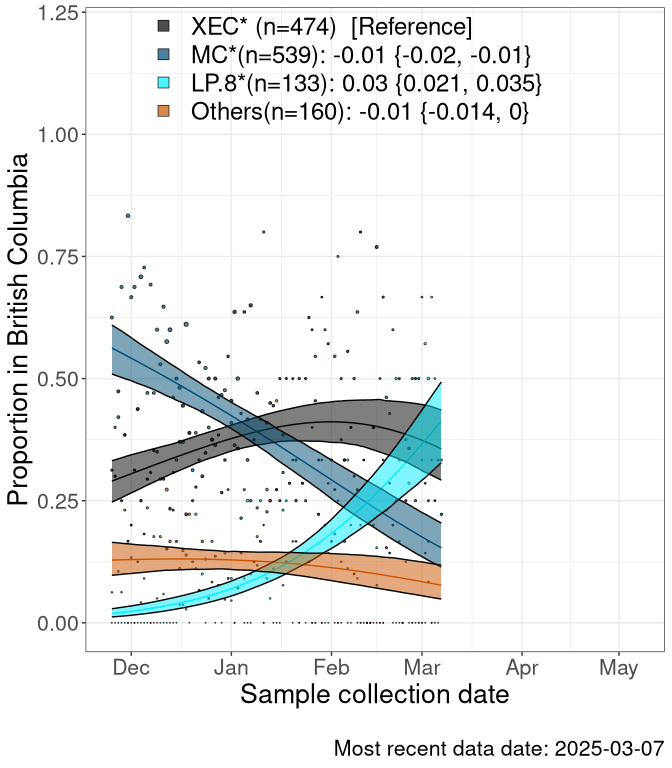 XEC* (n=474)  [Reference]
MC*(n=539): -0.01 {-0.02, -0.01}
LP.8*(n=133): 0.03 {0.021, 0.035}
Others(n=160): -0.01 {-0.014, 0}
1.25
1.00
0.75
0.50
0.25
0.00
Proportion in British Columbia
Dec Jan Feb Mar Apr May
Sample collection date
Most recent data date: 2025-03-07